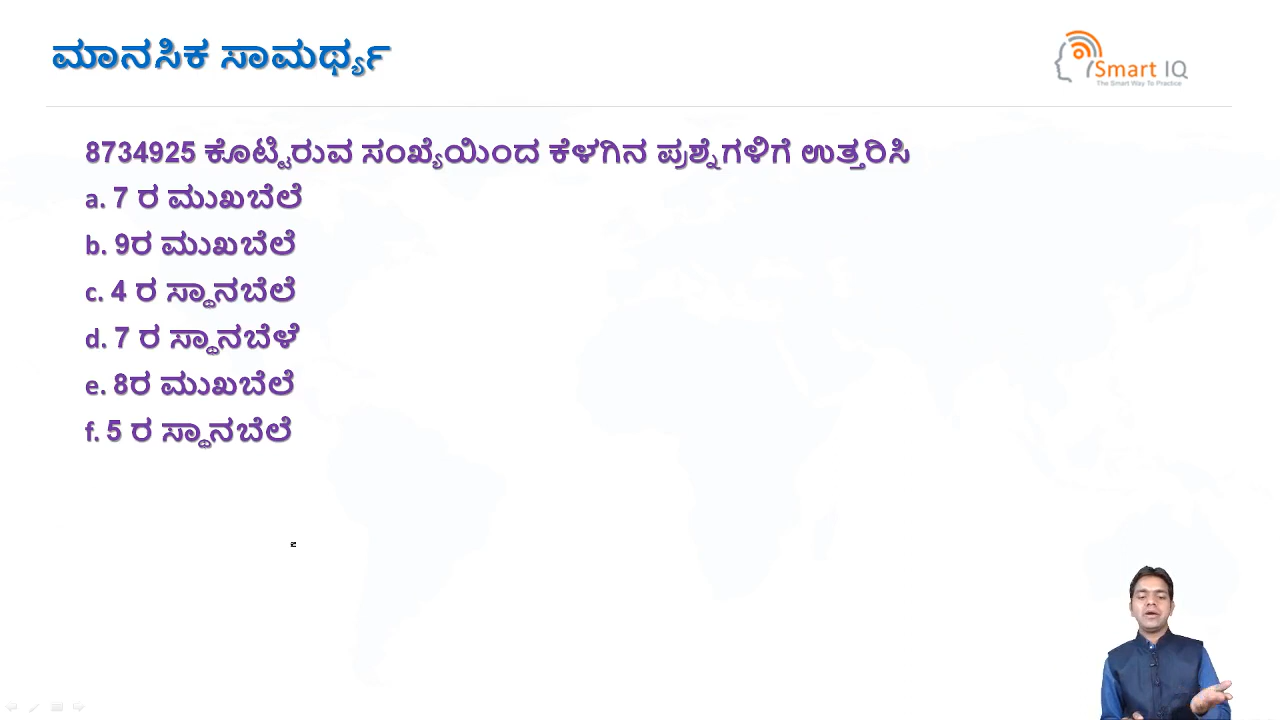 ಮಾನಸಿಕ ಸಾಮರ್ಥ್ಯ
Smart IQ
The Smart Way To Practice
8734925 ಕೊಟ್ಟಿರುವ ಸಂಖ್ಯೆಯಿಂದ ಕೆಳಗಿನ ಪ್ರಶ್ನೆಗಳಿಗೆ ಉತ್ತರಿಸಿ
a. 7 ರ ಮುಖಬೆಲೆ
b. 9ರ ಮುಖಬೆಲೆ
c. 4 ರ ಸ್ಥಾನಬೆಲೆ
d. 7 ರ ಸ್ಥಾನಬೆಳೆ
e. 8ರ ಮುಖಬೆಲೆ
f. 5 ರ ಸ್ಥಾನಬೆಲೆ